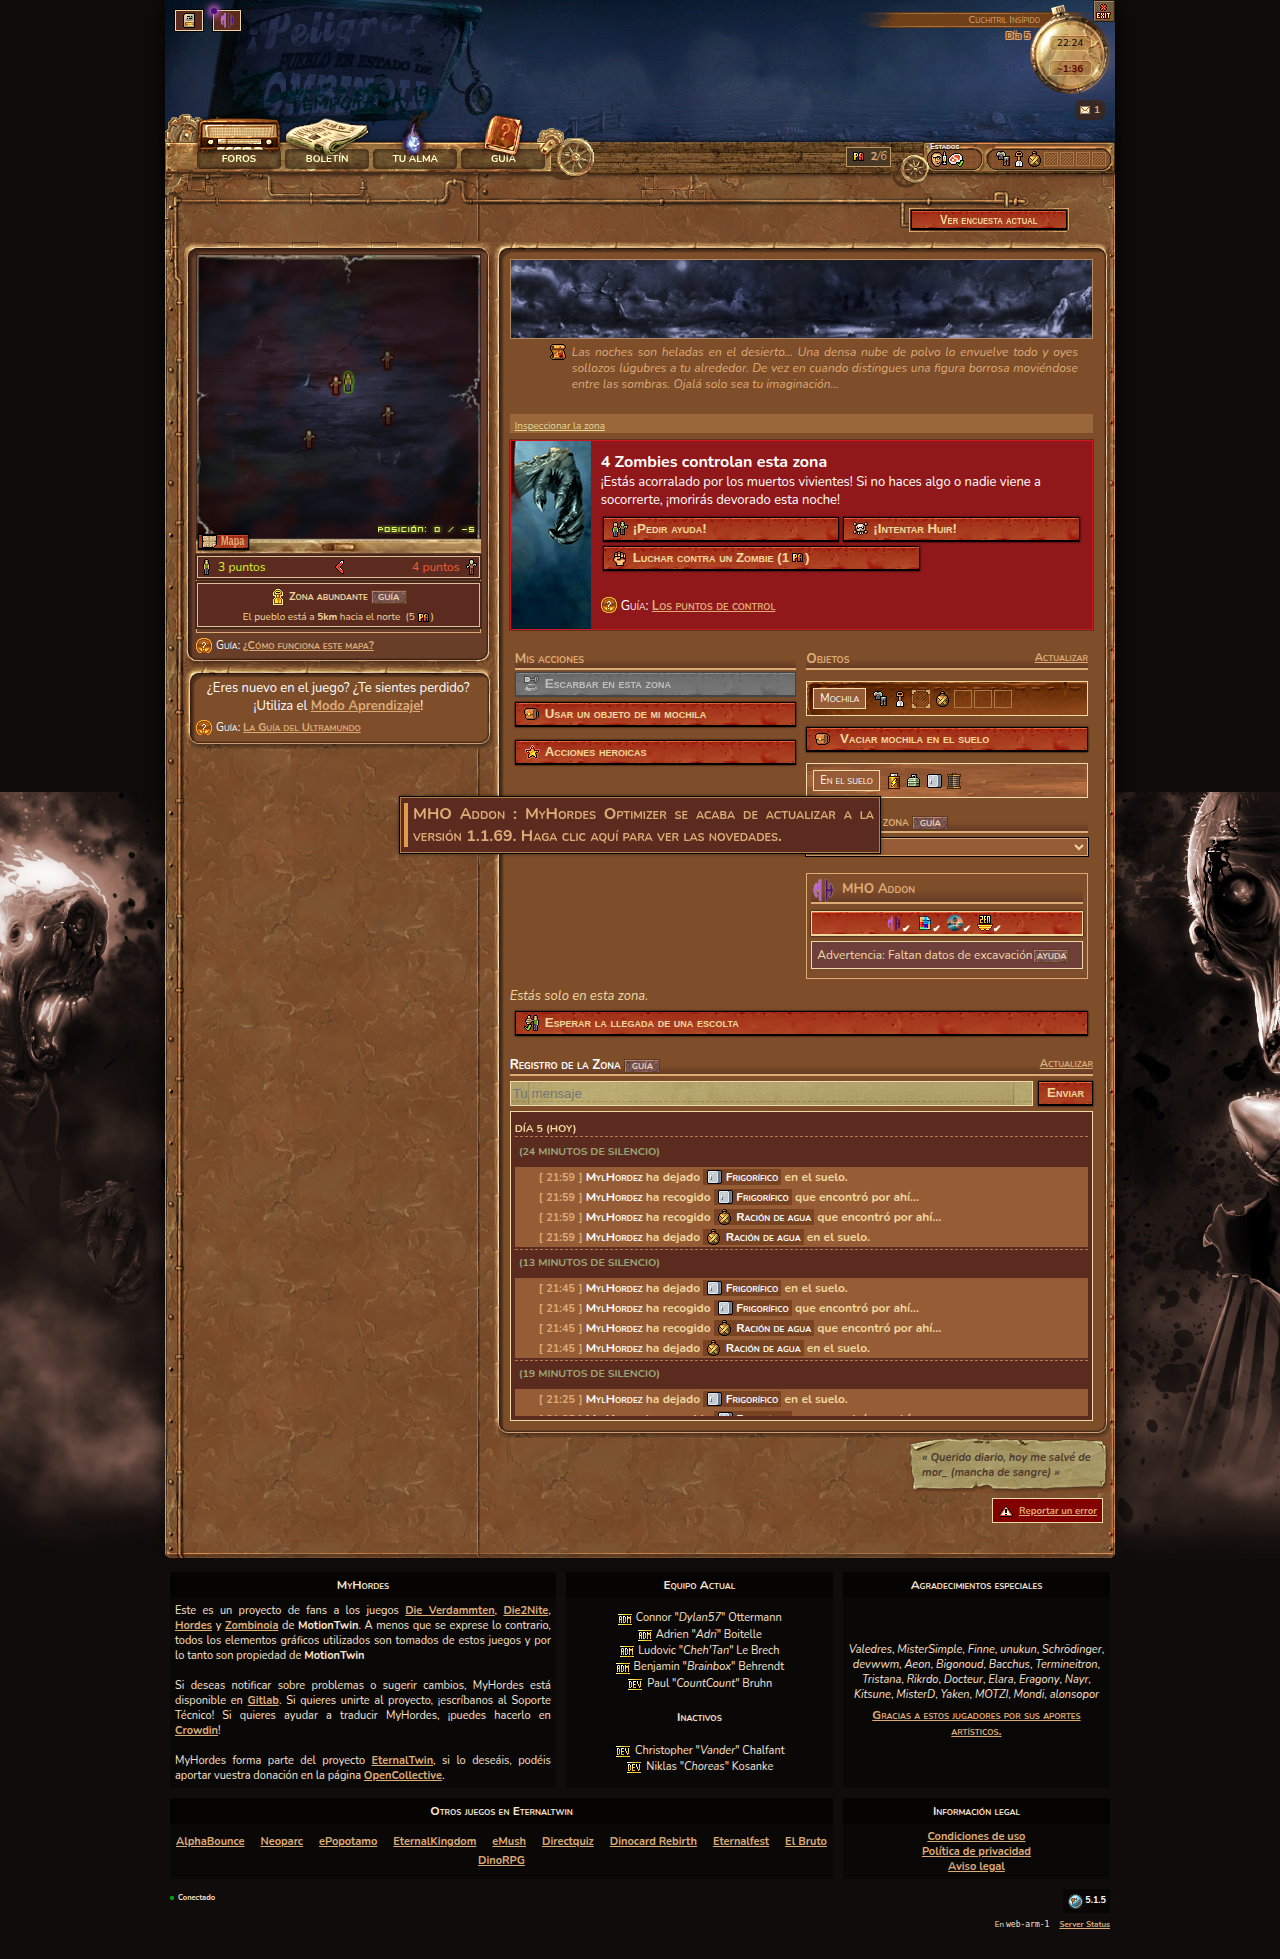 Cuchitril Insípido
Día 5
EXIT
22:24
~1:36
1
FOROS
BOLETÍN
TU ALMA
GUÍA
2/6
Estados
Ver encuesta actual
Las noches son heladas en el desierto... Una densa nube de polvo lo envuelve todo y oyes
sollozos lúgubres a tu alrededor. De vez en cuando distingues una figura borrosa moviéndose
entre las sombras. Ojalá solo sea tu imaginación...
Inspeccionar la zona
4 Zombies controlan esta zona
¡Estás acorralado por los muertos vivientes! Si no haces algo o nadie viene a
socorrerte, ¡morirás devorado esta noche!
¡Pedir ayuda!
¡Intentar Huir!
Luchar contra un Zombie (1 PA)
Guía: Los puntos de control
posición: 0 / -5
Mapa
3 puntos
4 puntos
Zona abundante GUÍA
El pueblo está a 5km hacia el norte (5 PA)
Guía: ¿Cómo funciona este mapa?
¿Eres nuevo en el juego? ¿Te sientes perdido?
¡Utiliza el Modo Aprendizaje!
Guía: La Guía del Ultramundo
Mis acciones
Escarbar en esta zona
Usar un objeto de mi mochila
Acciones heroicas
Objetos
Actualizar
Mochila
Vaciar mochila en el suelo
En el suelo
zona GUÍA
MHO Addon : MyHordes Optimizer se acaba de actualizar a la
versión 1.1.69. Haga clic aquí para ver las novedades.
MHO Addon
Advertencia: Faltan datos de excavación AYUDA
Estás solo en esta zona.
Esperar la llegada de una escolta
Registro de la Zona GUÍA
Actualizar
Tu mensaje
Enviar
DÍA 5 (HOY)
(24 MINUTOS DE SILENCIO)
[ 21:59 ] MylHordez ha dejado Frigorífico en el suelo.
[ 21:59 ] MylHordez ha recogido Frigorífico que encontró por ahí...
[ 21:59 ] MylHordez ha recogido Ración de agua que encontró por ahí...
[ 21:59 ] MylHordez ha dejado Ración de agua en el suelo.
(13 MINUTOS DE SILENCIO)
[ 21:45 ] MylHordez ha dejado Frigorífico en el suelo.
[ 21:45 ] MylHordez ha recogido Frigorífico que encontró por ahí...
[ 21:45 ] MylHordez ha recogido Ración de agua que encontró por ahí...
[ 21:45 ] MylHordez ha dejado Ración de agua en el suelo.
(19 MINUTOS DE SILENCIO)
[ 21:25 ] MylHordez ha dejado Frigorífico en el suelo.
« Querido diario, hoy me salvé de
mor_ (mancha de sangre) »
Reportar un error
MyHordes
Este es un proyecto de fans a los juegos Die Verdammten, Die2Nite,
Hordes y Zombinoia de MotionTwin. A menos que se exprese lo contrario,
todos los elementos gráficos utilizados son tomados de estos juegos y por
lo tanto son propiedad de MotionTwin
Si deseas notificar sobre problemas o sugerir cambios, MyHordes está
disponible en Gitlab. Si quieres unirte al proyecto, ¡escríbanos al Soporte
Técnico! Si quieres ayudar a traducir MyHordes, ¡puedes hacerlo en
Crowdin!
MyHordes forma parte del proyecto EternalTwin, si lo deseáis, podéis
aportar vuestra donación en la página OpenCollective.
Equipo Actual
ADM Connor "Dylan57" Ottermann
ADM Adrien "Adri" Boitelle
ADM Ludovic "Cheh'Tan" Le Brech
ADM Benjamin "Brainbox" Behrendt
DEV Paul "CountCount" Bruhn
Inactivos
DEV Christopher "Vander" Chalfant
DEV Niklas "Choreas" Kosanke
Agradecimientos especiales
Valedres, MisterSimple, Finne, unukun, Schrödinger,
devwwm, Aeon, Bigonoud, Bacchus, Termineitron,
Tristana, Rikrdo, Docteur, Elara, Eragony, Nayr,
Kitsune, MisterD, Yaken, MOTZI, Mondi, alonsopor
Gracias a estos jugadores por sus aportes
artísticos.
Otros juegos en Eternaltwin
AlphaBounce Neoparc ePopotamo EternalKingdom eMush Directquiz Dinocard Rebirth Eternalfest El Bruto
DinoRPG
Información legal
Condiciones de uso
Política de privacidad
Aviso legal
Conectado
5.1.5
En web-arm-1 Server Status